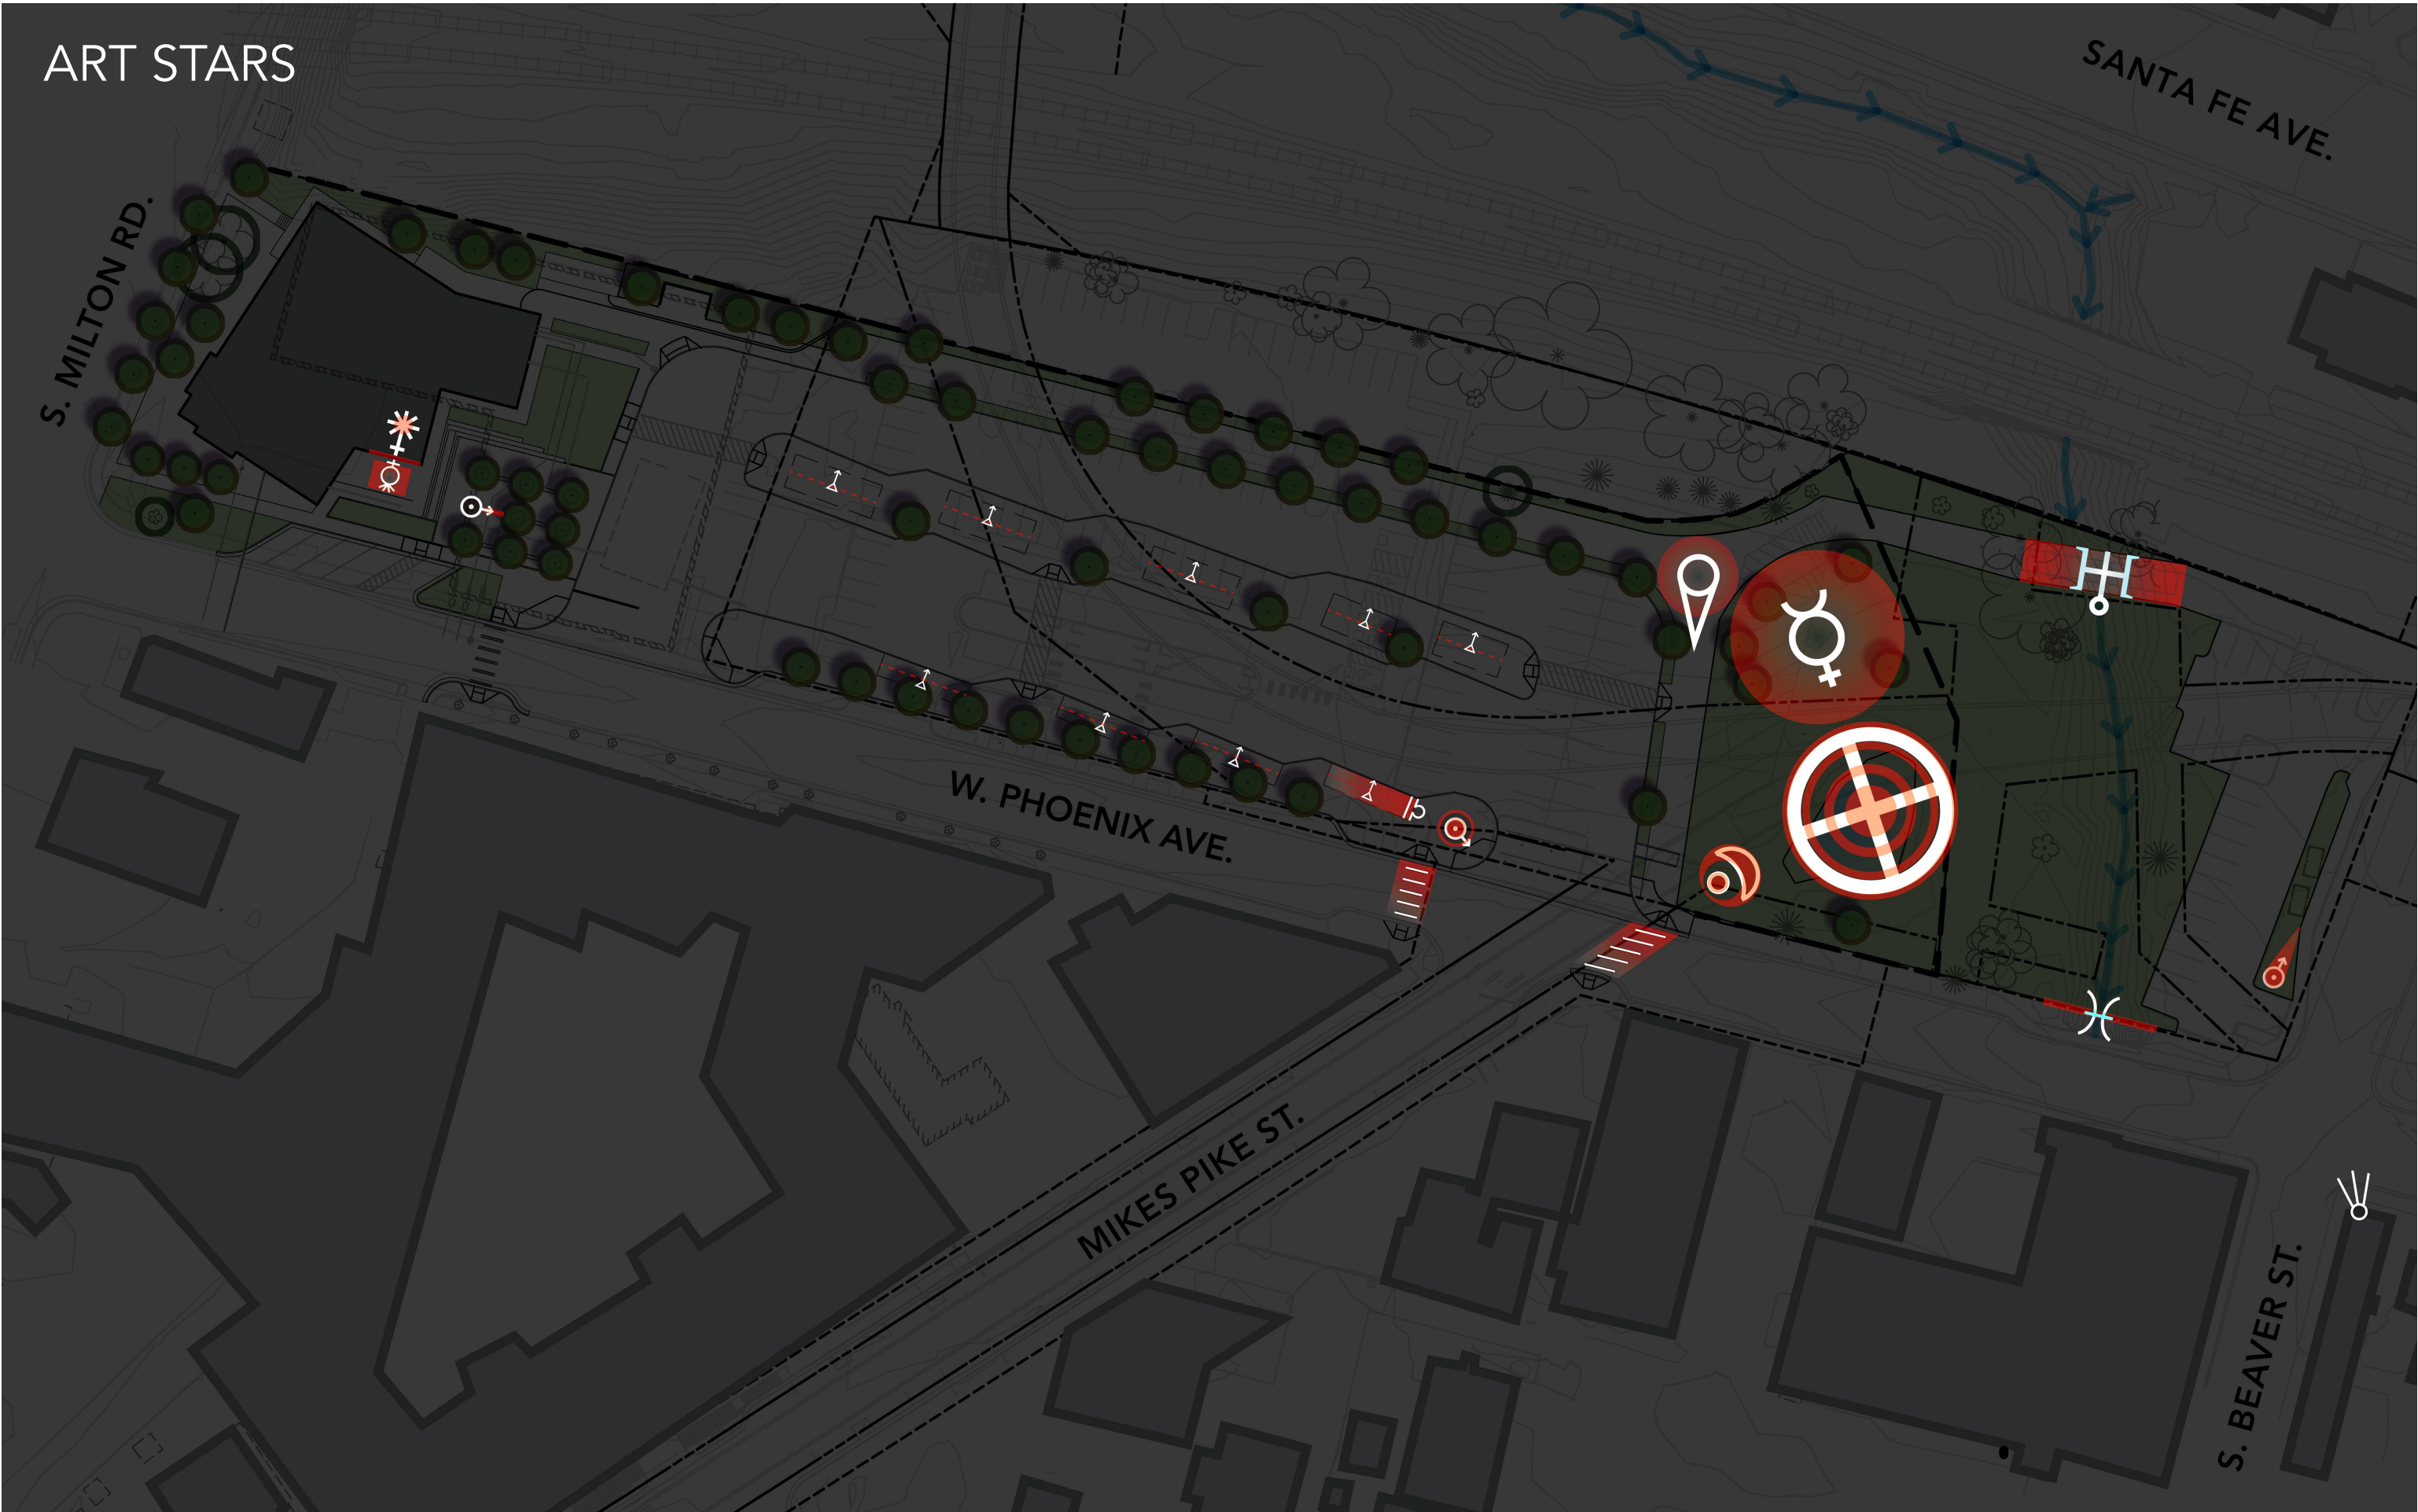 ART STARS
SANTA FE AVE.
S. MILTON RD.
W. PHOENIX AVE.
MIKES PIKE ST.
S. BEAVER ST.